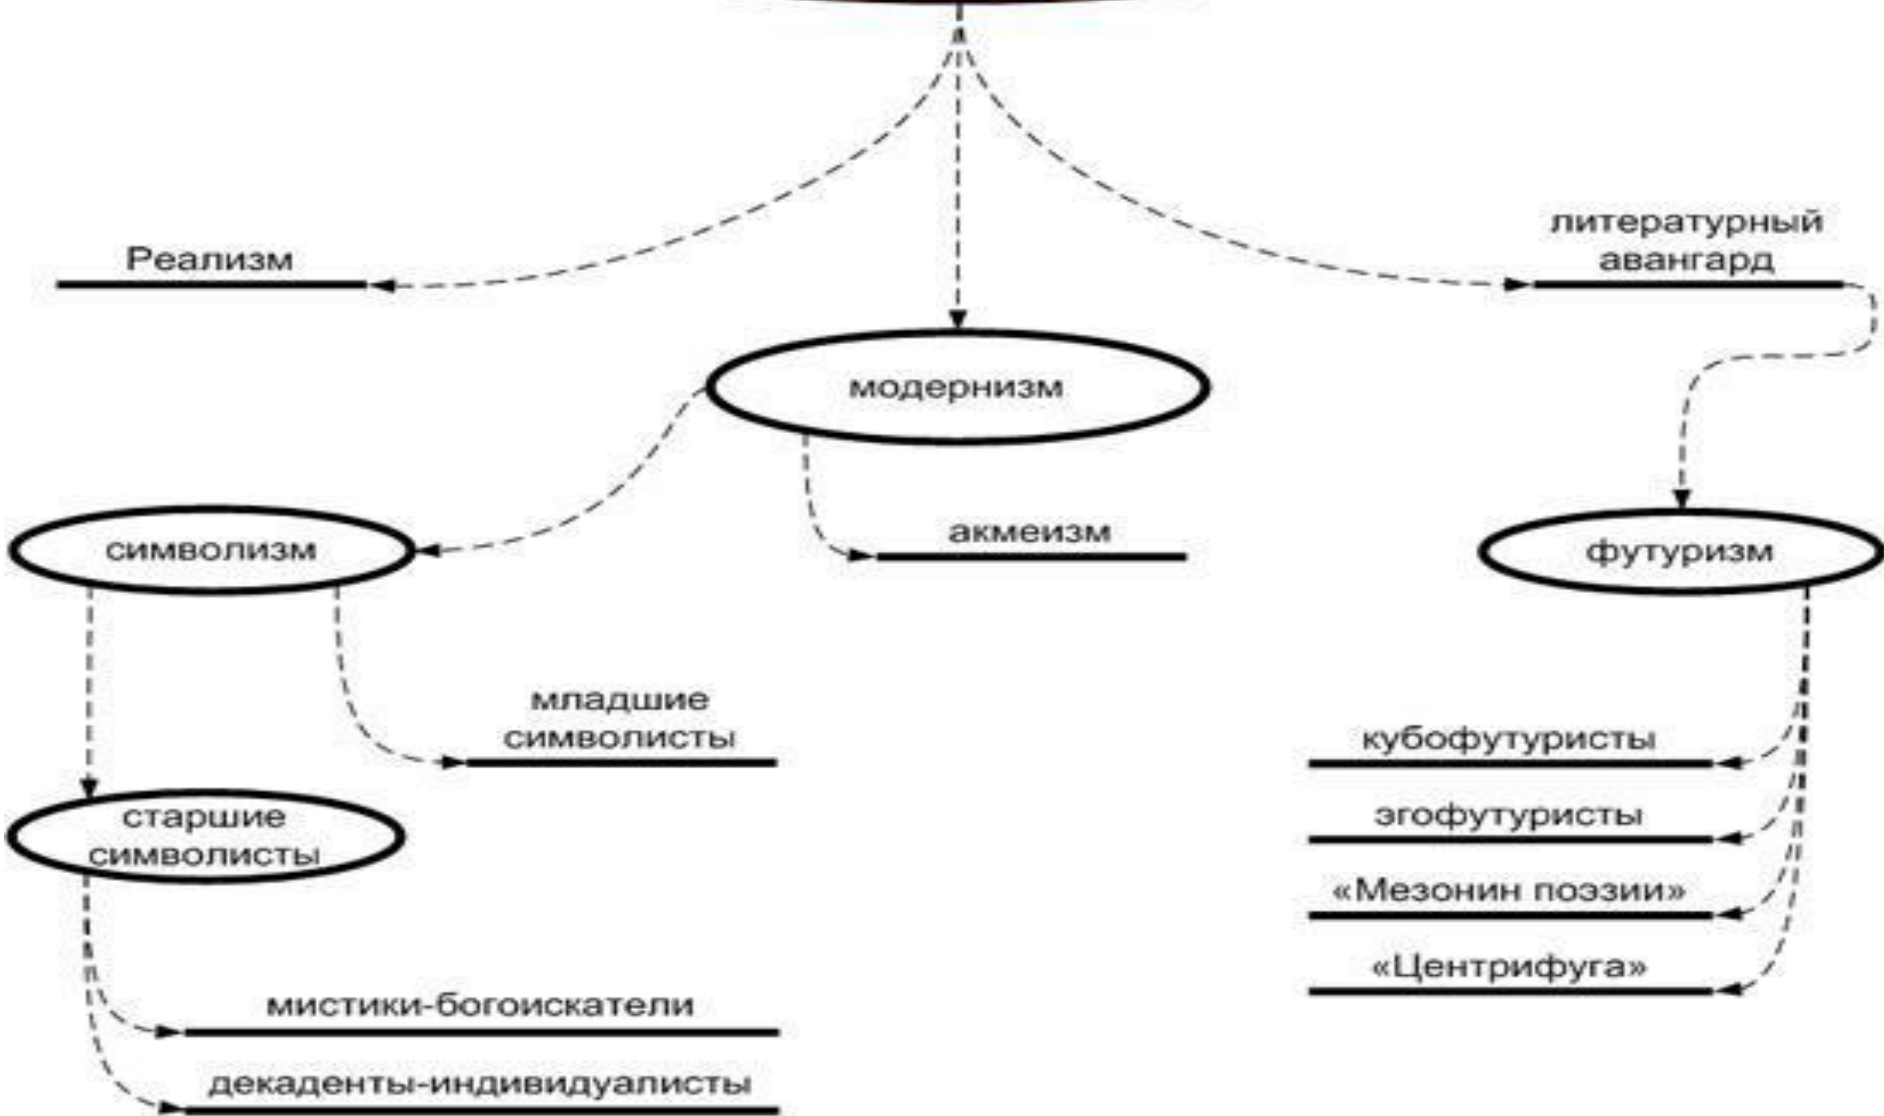 литературный
авангард
Реализм
модернизм
акмеизм
символизм
футуризм
младшие
символисты
кубофутуристы
старшие
символисты
эгофутуристы
«Мезонин поэзии»
«Центрифуга»
мистики-богоискатели
декаденты-индивидуалисты